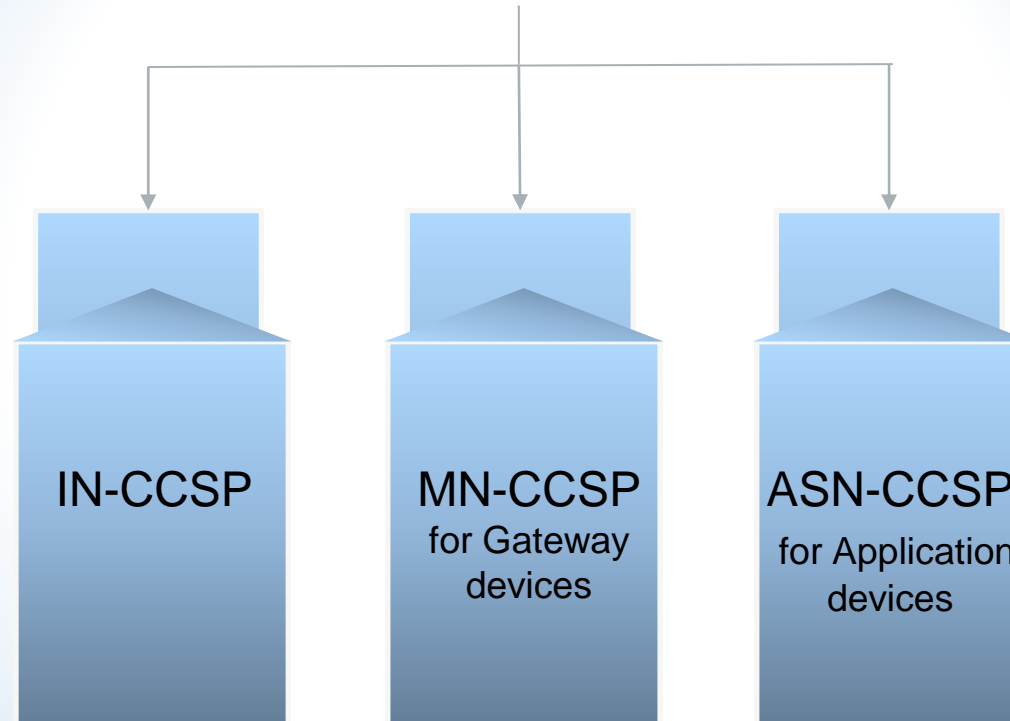 IN-CCSP
MN-CCSP
for Gateway
devices
ASN-CCSP
for Application
devices